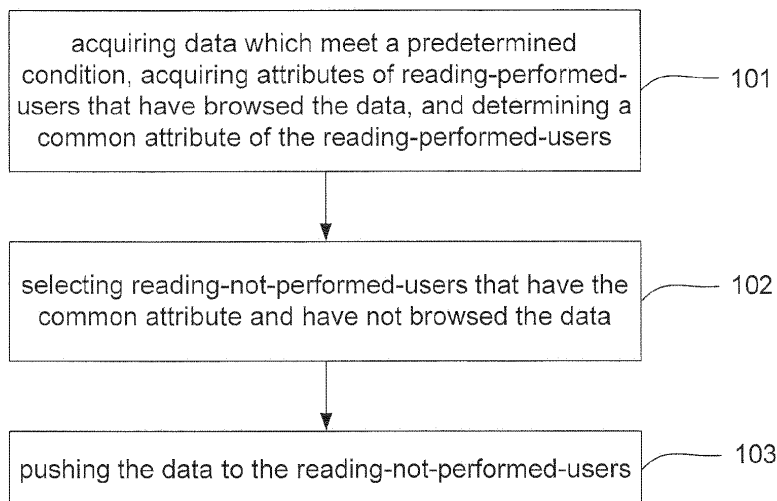 acquiring data which meet a predetermined
condition, acquiring attributes of reading-performed-
users that have browsed the data, and determining a
common attribute of the reading-performed-users
101
selecting reading-not-performed-users that have the
common attribute and have not browsed the data
102
pushing the data to the reading-not-performed-users
103